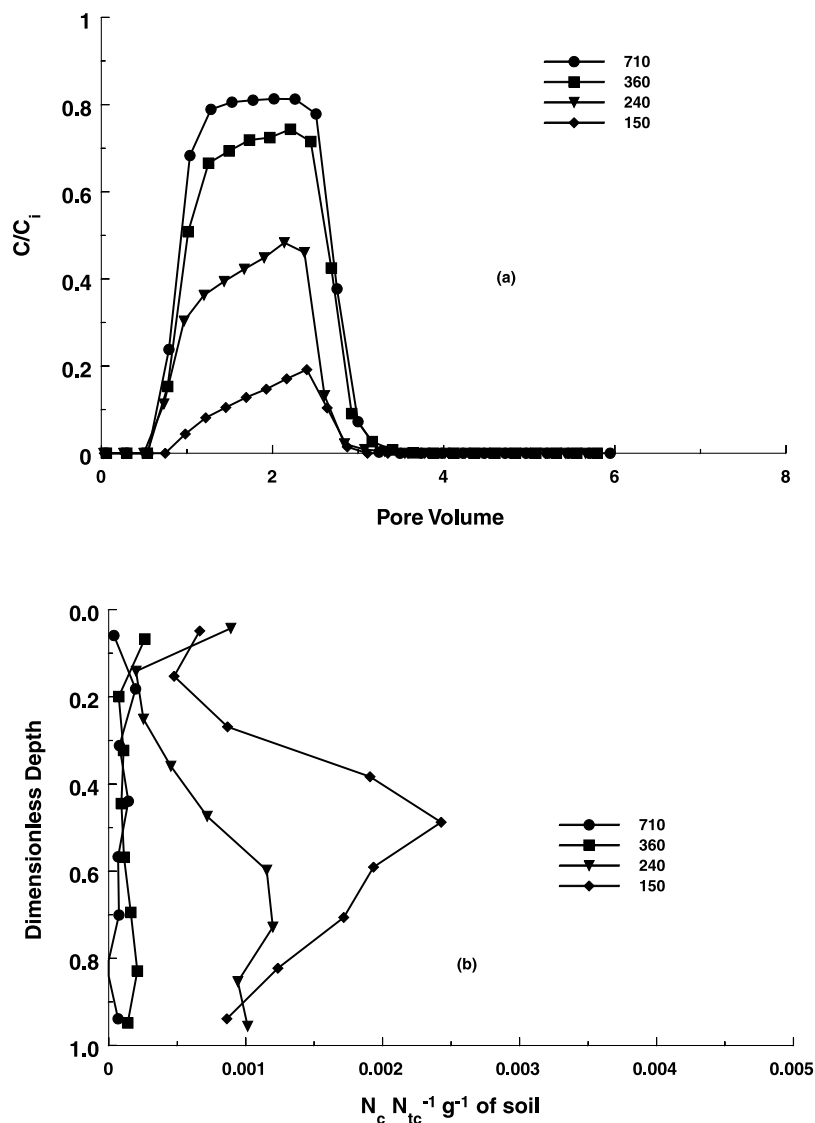 1
0.8
0.6
0.4
0.2
0
C/C_i
710
360
240
150
(a)
0 2 4 6 8
Pore Volume
0.0
0.2
0.4
0.6
0.8
1.0
Dimensionless Depth
710
360
240
150
(b)
0 0.001 0.002 0.003 0.004 0.005
N_c N_tc^-1 g^-1 of soil